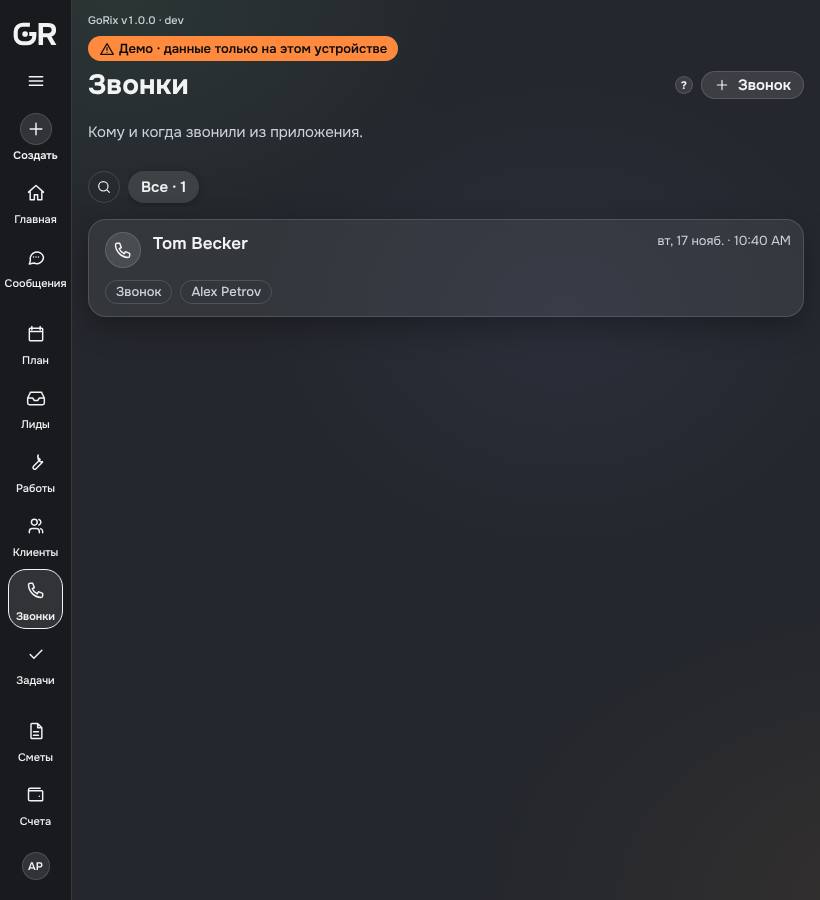 GR
GoRix v1.0.0 · dev
Демо · данные только на этом устройстве
Звонки
?
Звонок
Кому и когда звонили из приложения.
Все · 1
Tom Becker
вт, 17 нояб. · 10:40 AM
Звонок
Alex Petrov
Создать
Главная
Сообщения
План
Лиды
Работы
Клиенты
Звонки
Задачи
Сметы
Счета
AP